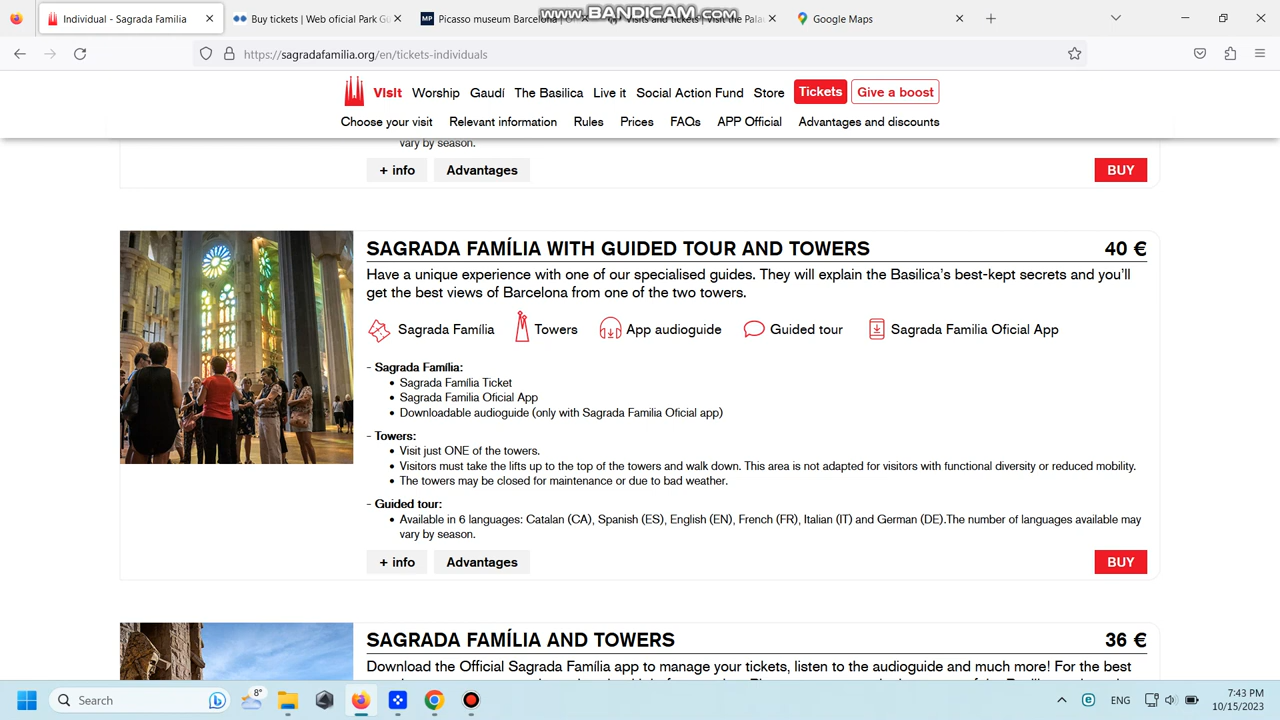 Individual - Sagrada Familia
Buy tickets | Web oficial Park Gü
Picasso museum Barcelona |
Visits and tickets | Visit the Pala
Google Maps
www.BANDICAM.com
https://sagradafamilia.org/en/tickets-individuals
Visit Worship Gaudí The Basilica Live it Social Action Fund Store Tickets Give a boost
Choose your visit Relevant information Rules Prices FAQs APP Official Advantages and discounts
vary by season.
+ info Advantages BUY
SAGRADA FAMÍLIA WITH GUIDED TOUR AND TOWERS 40 €
Have a unique experience with one of our specialised guides. They will explain the Basilica's best-kept secrets and you'll
get the best views of Barcelona from one of the two towers.
Sagrada Família Towers App audioguide Guided tour Sagrada Familia Oficial App
- Sagrada Família:
• Sagrada Família Ticket
• Sagrada Familia Oficial App
• Downloadable audioguide (only with Sagrada Familia Oficial app)
- Towers:
• Visit just ONE of the towers.
• Visitors must take the lifts up to the top of the towers and walk down. This area is not adapted for visitors with functional diversity or reduced mobility.
• The towers may be closed for maintenance or due to bad weather.
- Guided tour:
• Available in 6 languages: Catalan (CA), Spanish (ES), English (EN), French (FR), Italian (IT) and German (DE).The number of languages available may
vary by season.
+ info Advantages BUY
SAGRADA FAMÍLIA AND TOWERS 36 €
Download the Official Sagrada Família app to manage your tickets, listen to the audioguide and much more! For the best
Search
8°
ENG
7:43 PM
10/15/2023